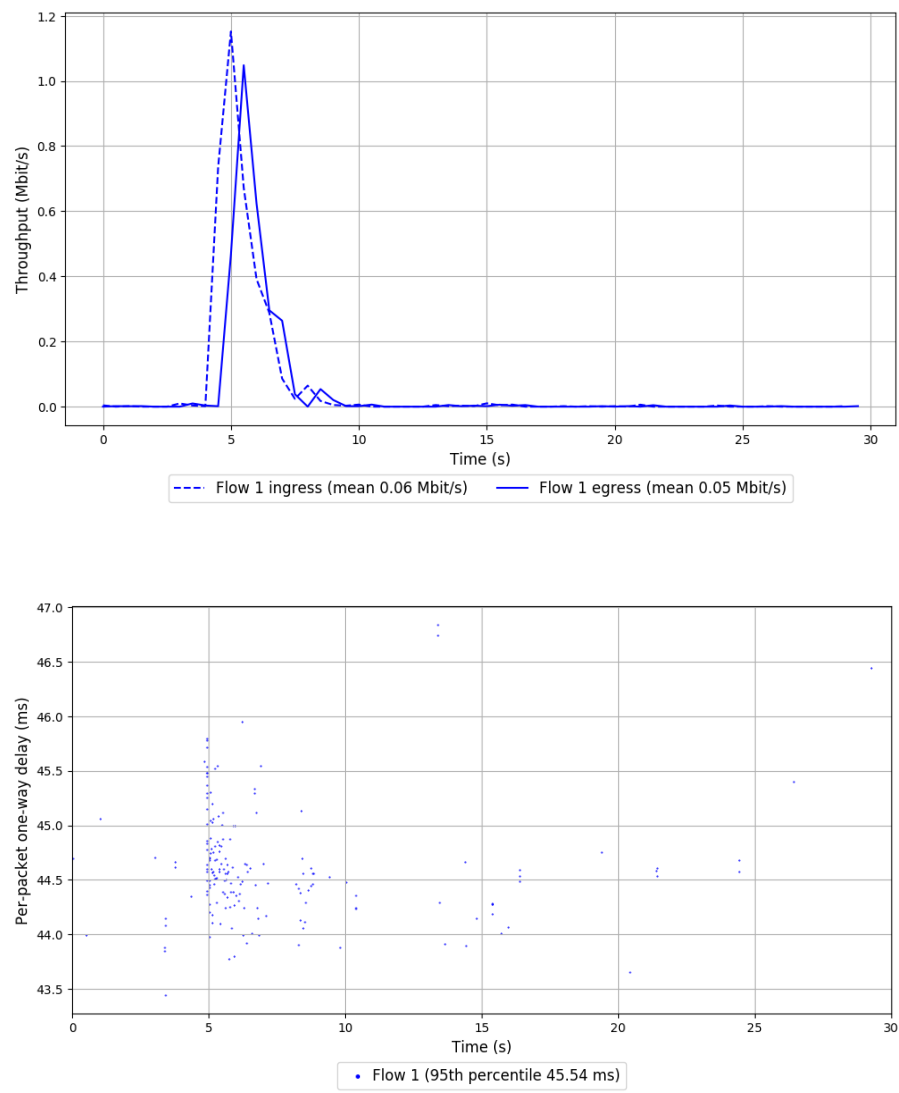 1.2
1.0
0.8
0.6
0.4
0.2
0.0
Throughput (Mbit/s)
0 5 10 15 20 25 30
Time (s)
Flow 1 ingress (mean 0.06 Mbit/s) Flow 1 egress (mean 0.05 Mbit/s)
47.0
46.5
46.0
45.5
45.0
44.5
44.0
43.5
Per-packet one-way delay (ms)
0 5 10 15 20 25 30
Time (s)
Flow 1 (95th percentile 45.54 ms)